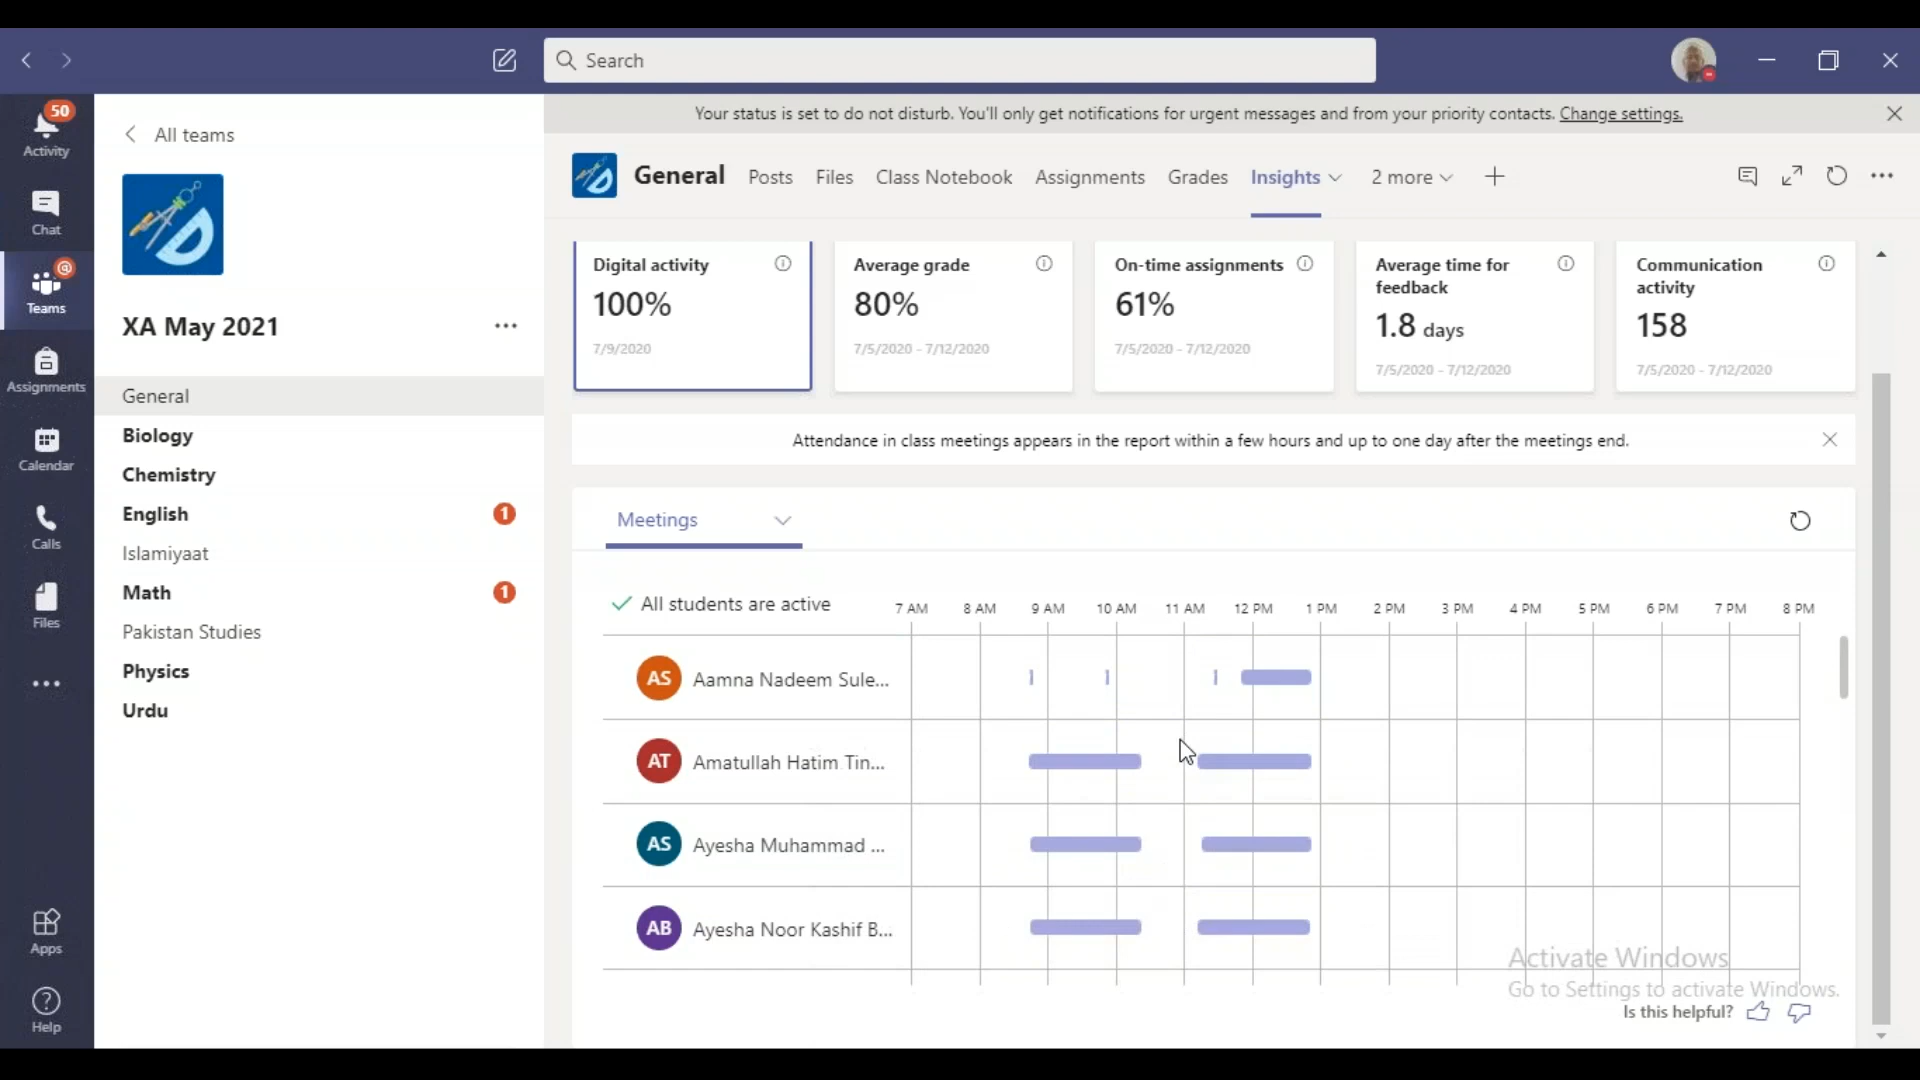 Search
Your status is set to do not disturb. You'll only get notifications for urgent messages and from your priority contacts. Change settings.
50
Activity
Chat
@
Teams
Assignments
Calendar
Calls
Files
Apps
Help
All teams
XA May 2021
General
Biology
Chemistry
English 1
Islamiyaat
Math 1
Pakistan Studies
Physics
Urdu
General Posts Files Class Notebook Assignments Grades Insights 2 more
Digital activity
100%
7/9/2020
Average grade
80%
7/5/2020 - 7/12/2020
On-time assignments
61%
7/5/2020 - 7/12/2020
Average time for
feedback
1.8 days
7/5/2020 - 7/12/2020
Communication
activity
158
7/5/2020 - 7/12/2020
Attendance in class meetings appears in the report within a few hours and up to one day after the meetings end.
Meetings
All students are active 7 AM 8 AM 9 AM 10 AM 11 AM 12 PM 1 PM 2 PM 3 PM 4 PM 5 PM 6 PM 7 PM 8 PM
AS Aamna Nadeem Sule...
AT Amatullah Hatim Tin...
AS Ayesha Muhammad ...
AB Ayesha Noor Kashif B...
Activate Windows
Go to Settings to activate Windows.
Is this helpful?